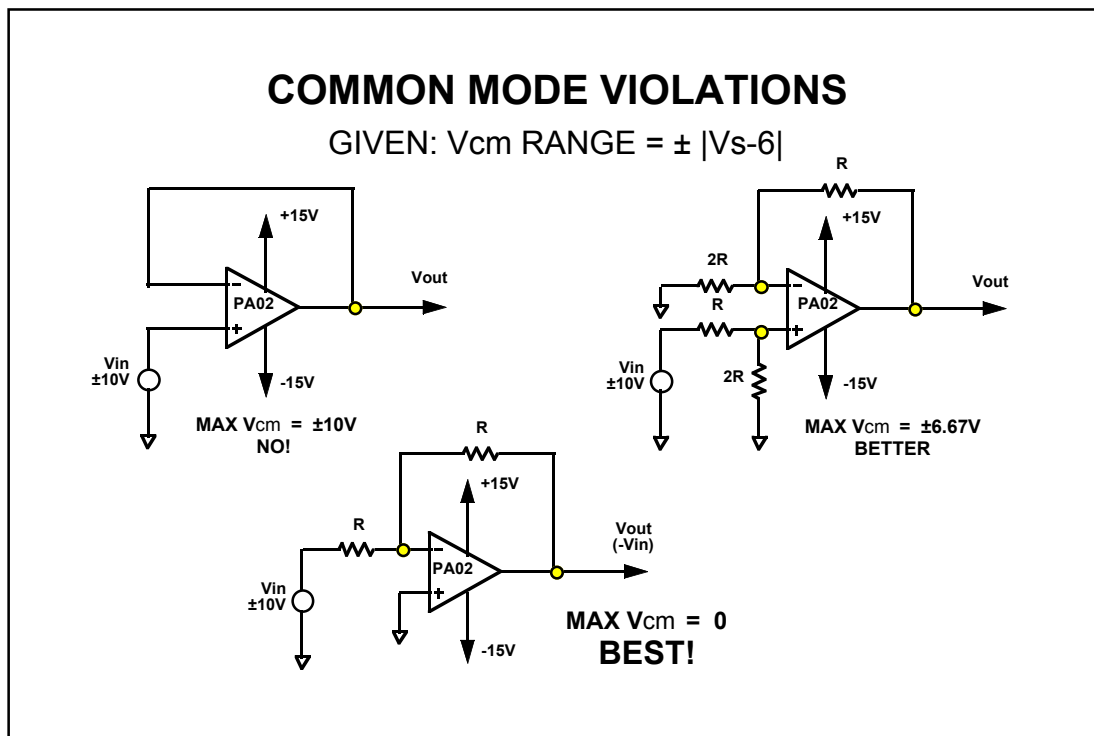 COMMON MODE VIOLATIONS
GIVEN: Vcm RANGE = ± |Vs-6|
+15V
PA02
Vout
Vin
±10V
-15V
MAX Vcm = ±10V
NO!
R
+15V
2R
PA02
Vout
R
Vin
±10V
2R
-15V
MAX Vcm = ±6.67V
BETTER
R
+15V
R
PA02
Vout
(-Vin)
Vin
±10V
-15V
MAX Vcm = 0
BEST!